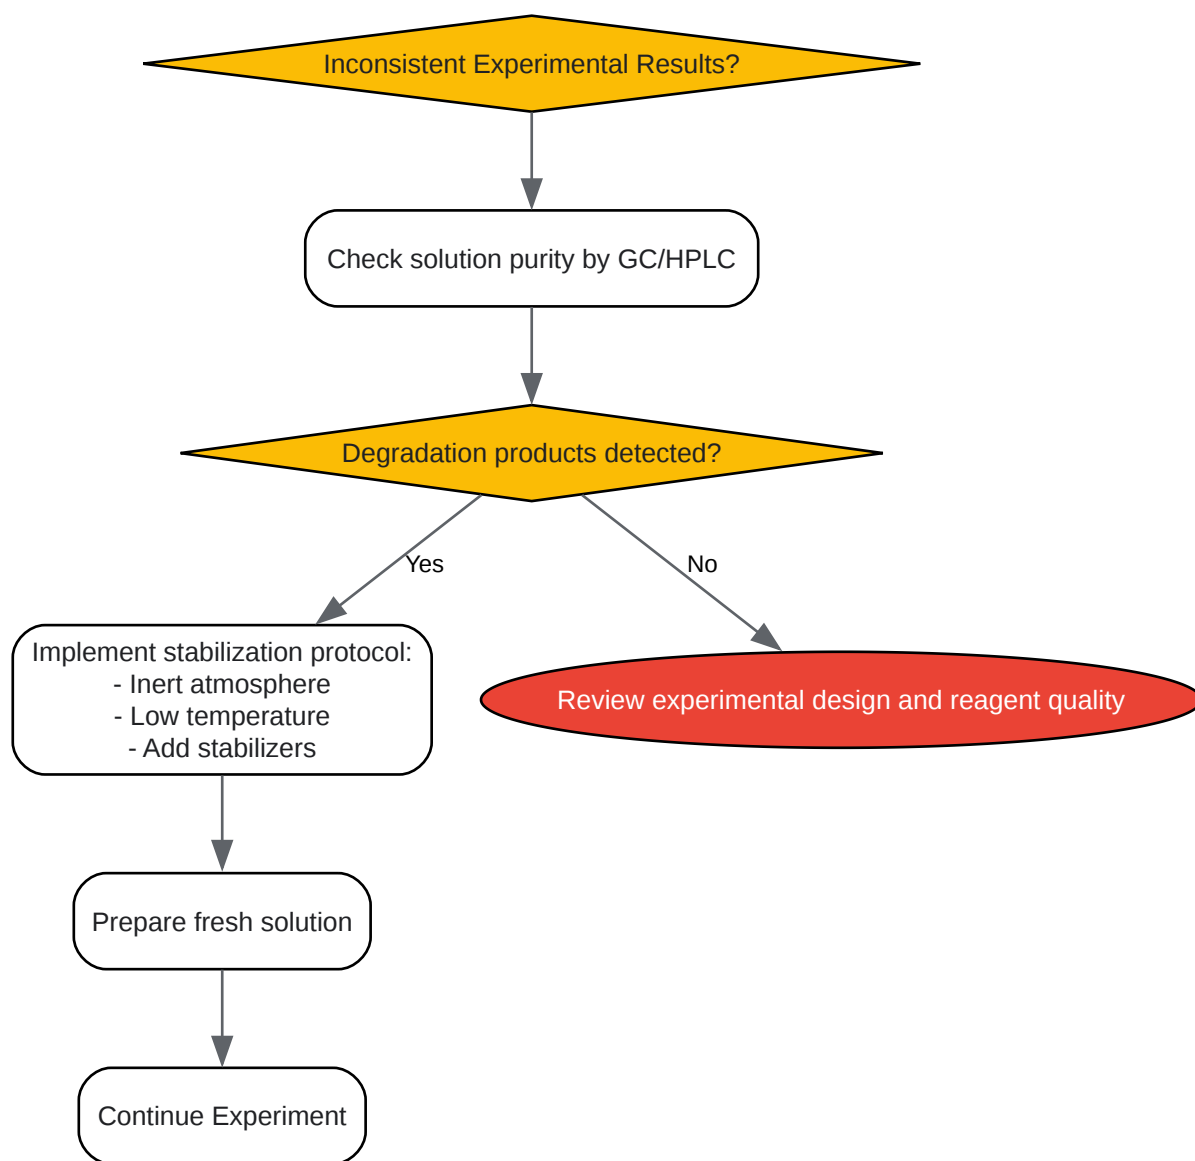 Inconsistent Experimental Results?
Check solution purity by GC/HPLC
Degradation products detected?
Yes
No
Implement stabilization protocol:
- Inert atmosphere
- Low temperature
- Add stabilizers
Review experimental design and reagent quality
Prepare fresh solution
Continue Experiment